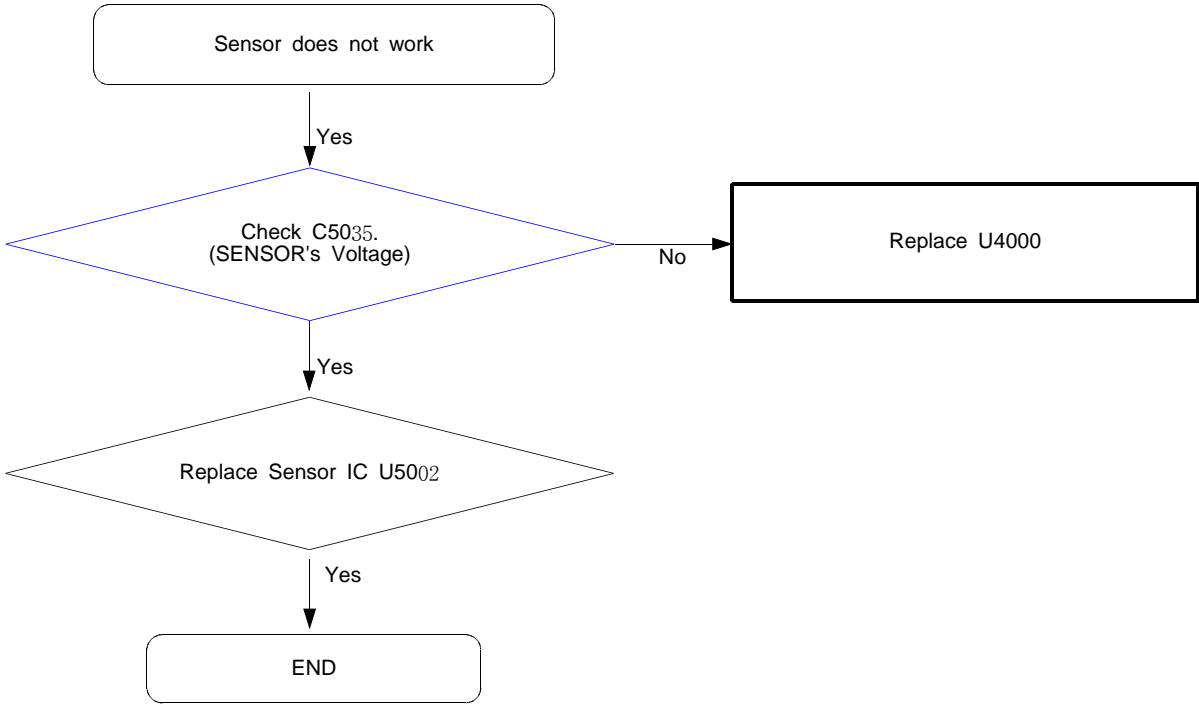 Sensor does not work
Yes
Check C5035.
(SENSOR's Voltage)
No
Replace U4000
Yes
Replace Sensor IC U5002
Yes
END